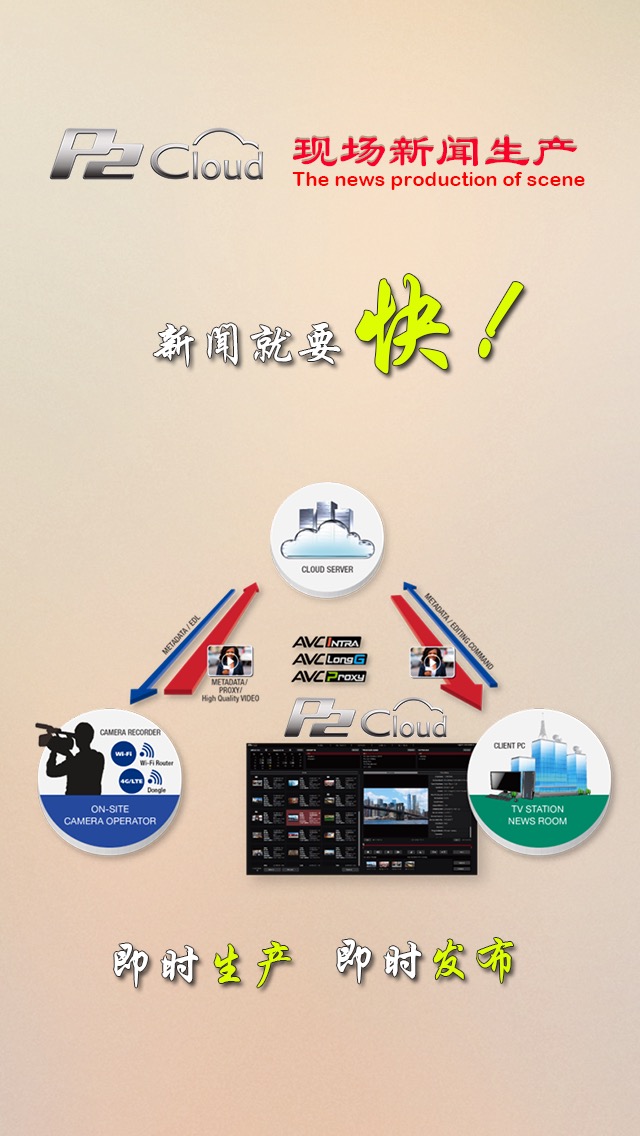 P2 Cloud 现场新闻生产
The news production of scene
新闻就要快！
CLOUD SERVER
METADATA / EDL
METADATA / EDITING COMMAND
METADATA/
PROXY/
High Quality VIDEO
AVC INTRA
AVC LongG
AVC Proxy
P2 Cloud
CAMERA RECORDER
Wi-Fi
Wi-Fi Router
4G/LTE
Dongle
ON-SITE
CAMERA OPERATOR
CLIENT PC
TV STATION
NEWS ROOM
即时生产 即时发布